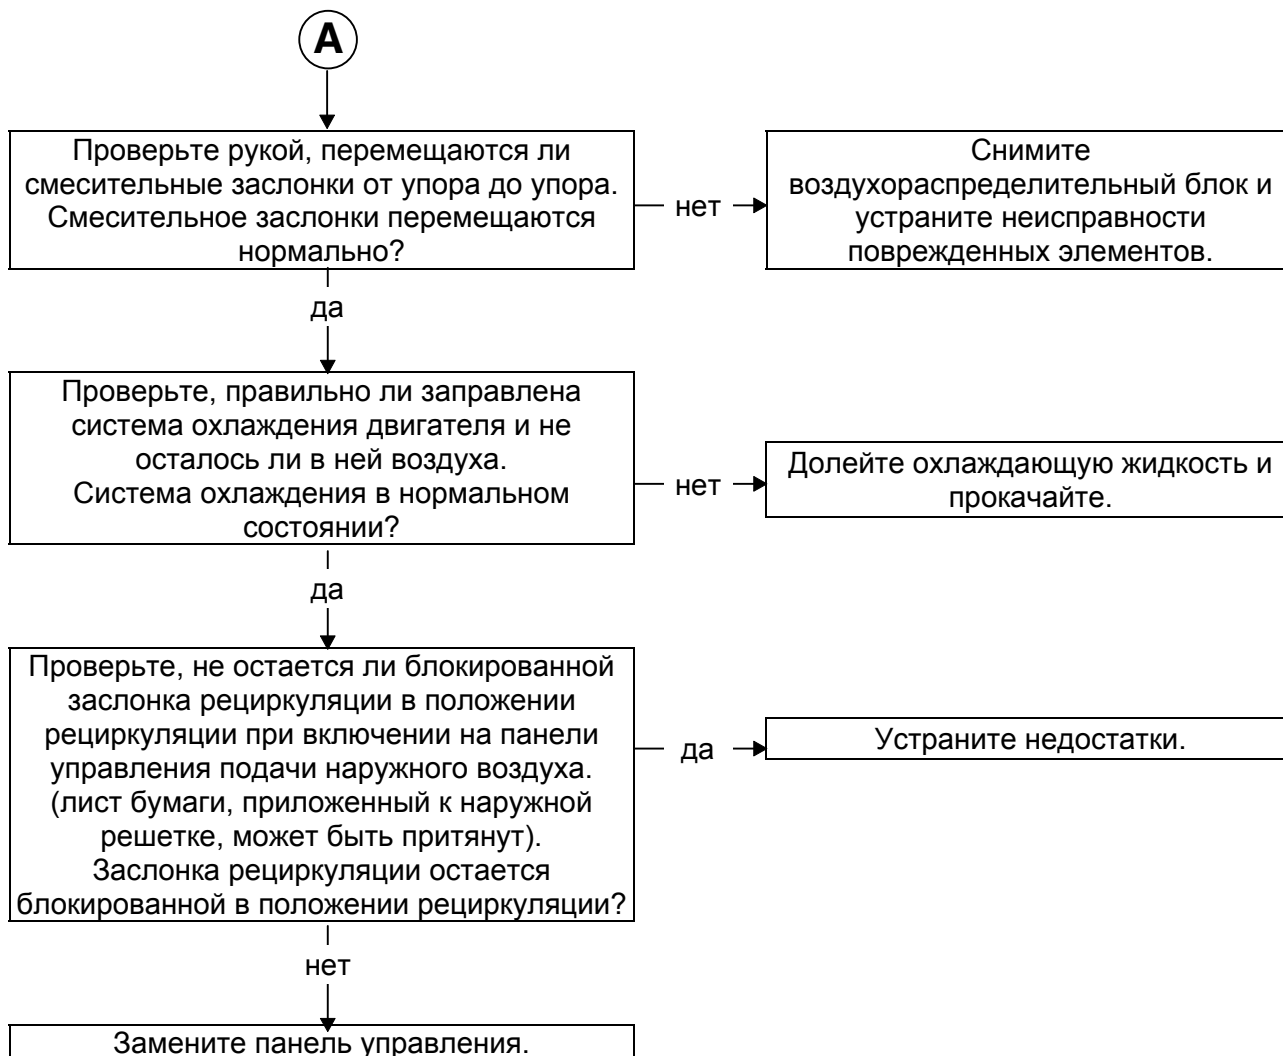 A
Проверьте рукой, перемещаются ли
смесительные заслонки от упора до упора.
Смесительное заслонки перемещаются
нормально?
нет
Снимите
воздухораспределительный блок и
устраните неисправности
поврежденных элементов.
да
Проверьте, правильно ли заправлена
система охлаждения двигателя и не
осталось ли в ней воздуха.
Система охлаждения в нормальном
состоянии?
нет
Долейте охлаждающую жидкость и
прокачайте.
да
Проверьте, не остается ли блокированной
заслонка рециркуляции в положении
рециркуляции при включении на панели
управления подачи наружного воздуха.
(лист бумаги, приложенный к наружной
решетке, может быть притянут).
Заслонка рециркуляции остается
блокированной в положении рециркуляции?
да
Устраните недостатки.
нет
Замените панель управления.